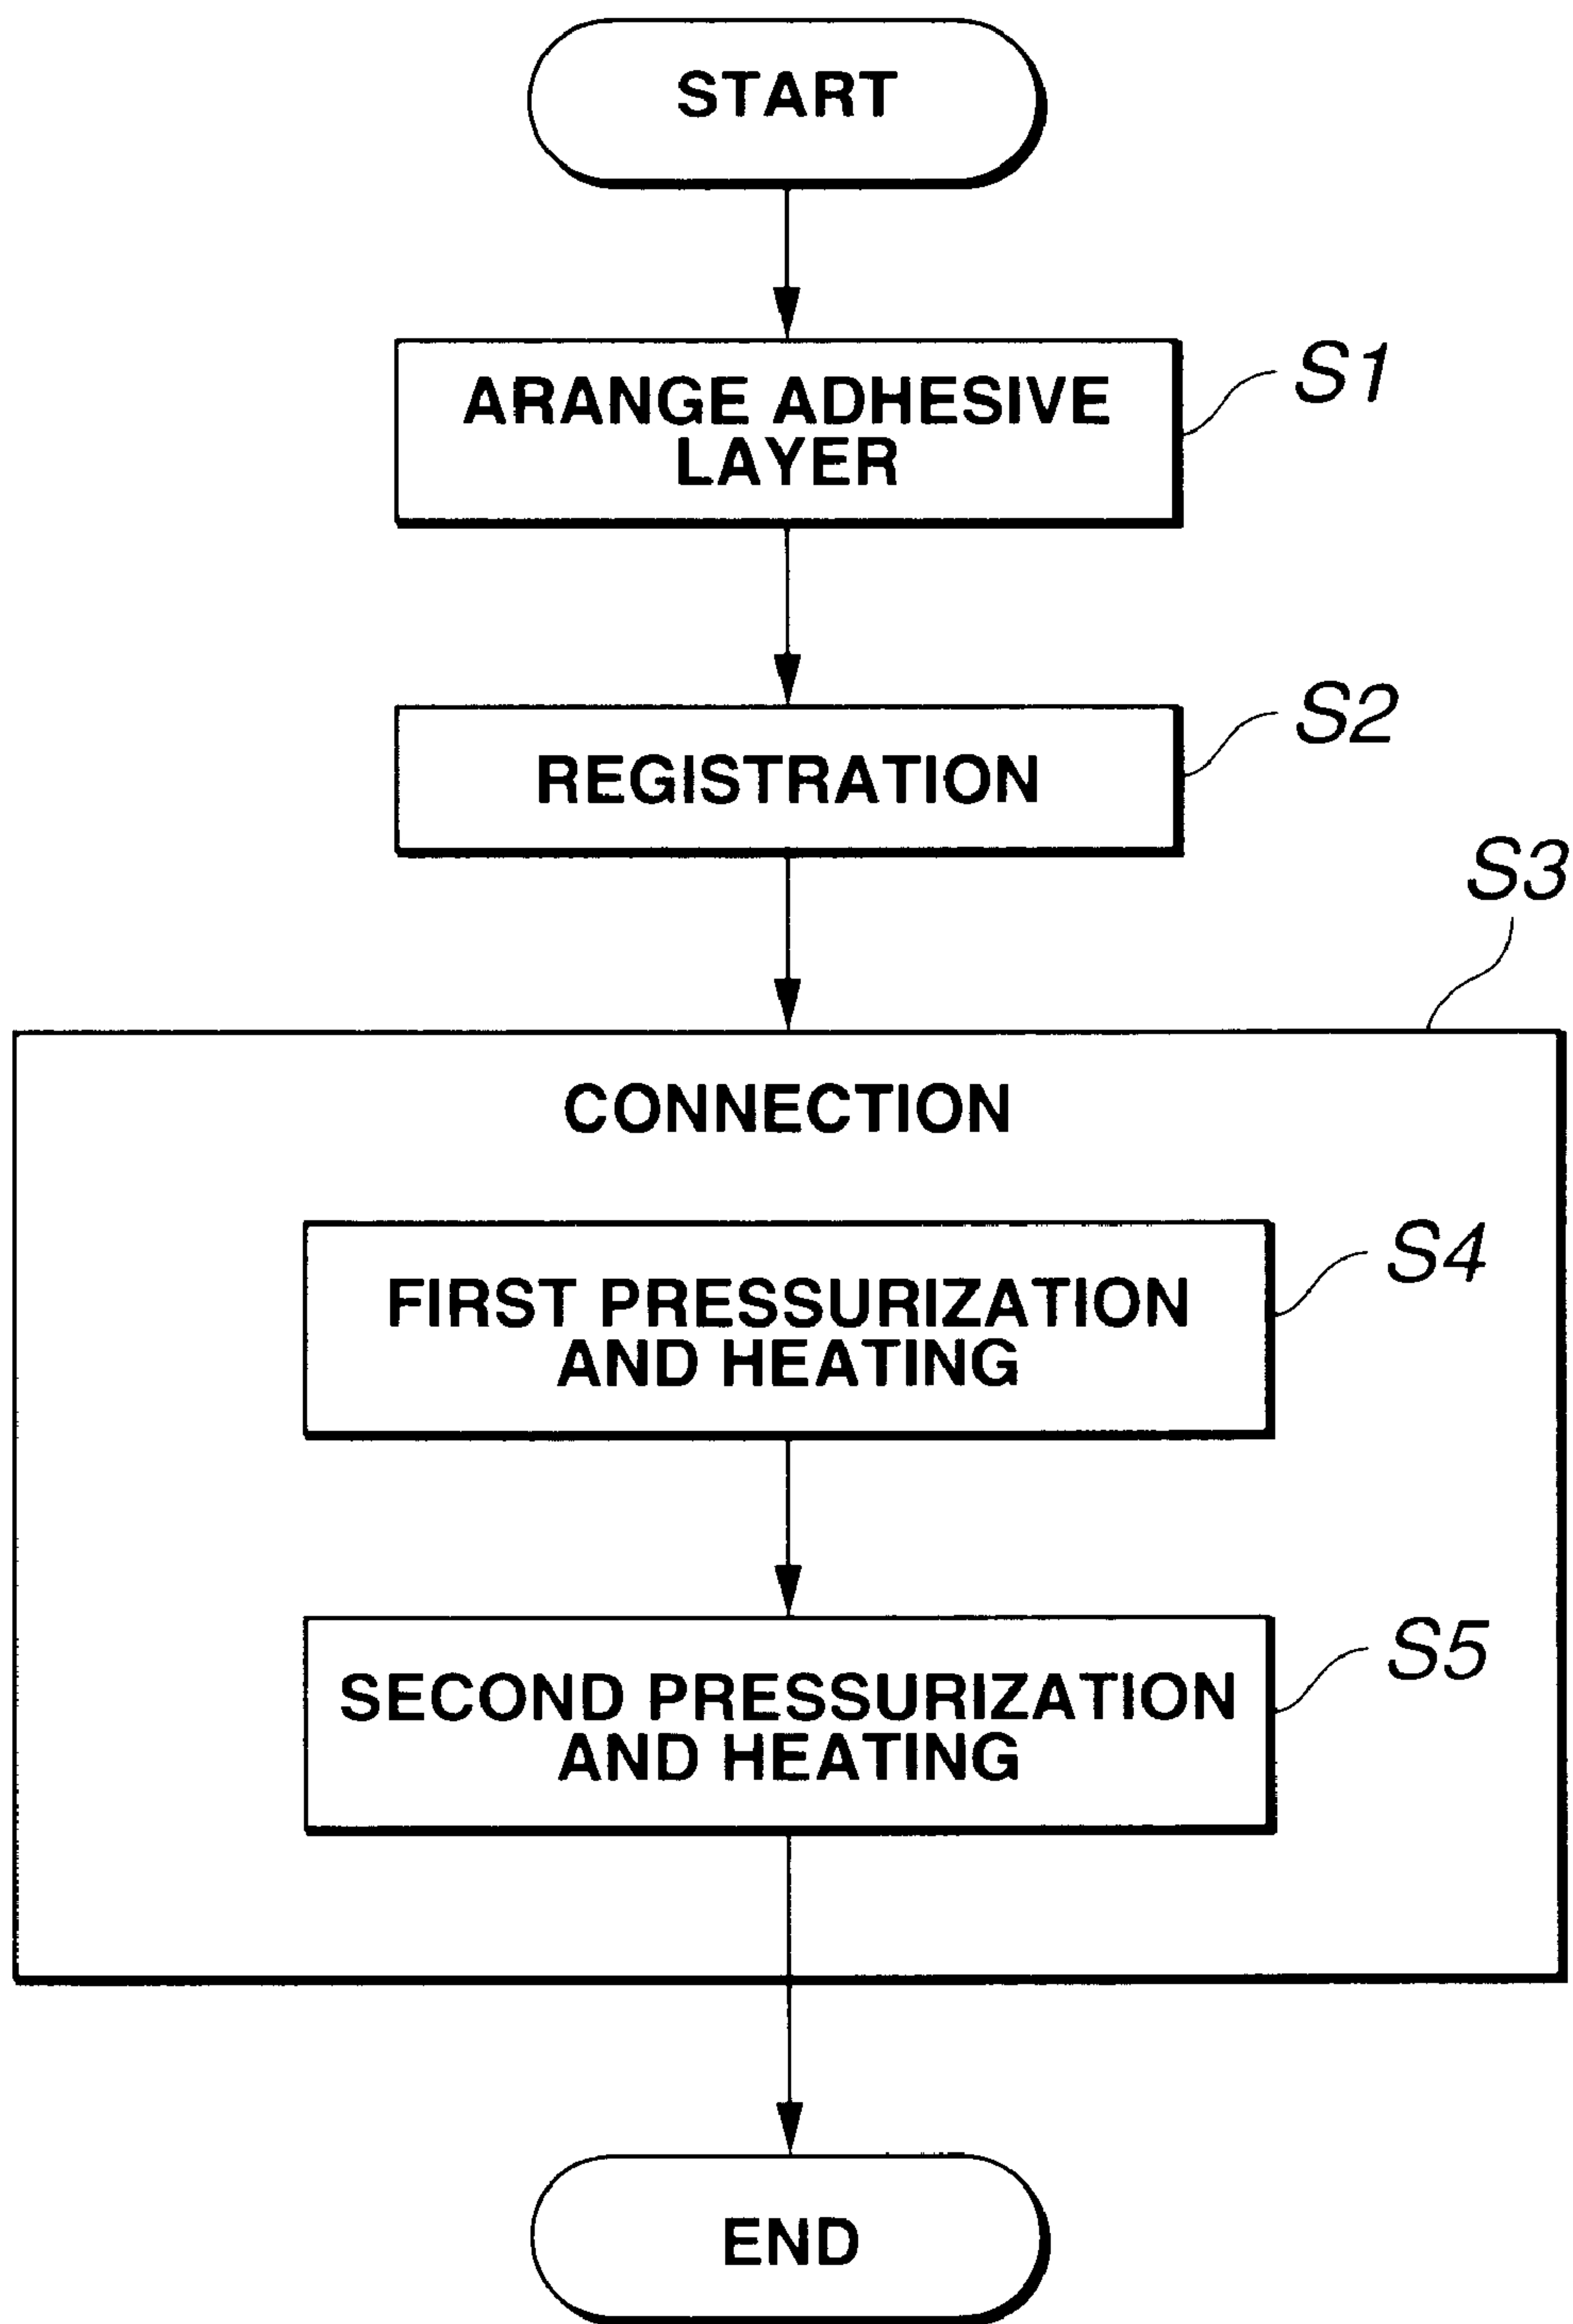 START
ARANGE ADHESIVE
LAYER
S1
REGISTRATION
S2
S3
CONNECTION
FIRST PRESSURIZATION
AND HEATING
S4
SECOND PRESSURIZATION
AND HEATING
S5
END